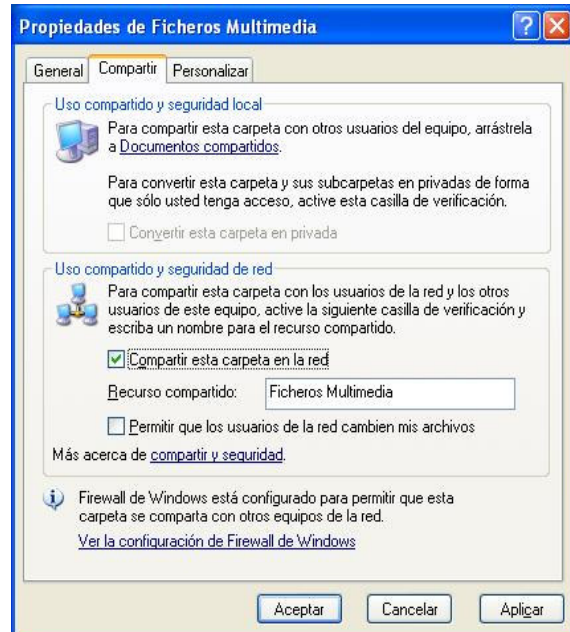 Propiedades de Ficheros Multimedia
General
Compartir
Personalizar
Uso compartido y seguridad local
Para compartir esta carpeta con otros usuarios del equipo, arrástrela
a Documentos compartidos.
Para convertir esta carpeta y sus subcarpetas en privadas de forma
que sólo usted tenga acceso, active esta casilla de verificación.
Convertir esta carpeta en privada
Uso compartido y seguridad de red
Para compartir esta carpeta con los usuarios de la red y los otros
usuarios de este equipo, active la siguiente casilla de verificación y
escriba un nombre para el recurso compartido.
Compartir esta carpeta en la red
Recurso compartido: Ficheros Multimedia
Permitir que los usuarios de la red cambien mis archivos
Más acerca de compartir y seguridad.
Firewall de Windows está configurado para permitir que esta
carpeta se comparta con otros equipos de la red.
Ver la configuración de Firewall de Windows
Aceptar
Cancelar
Aplicar